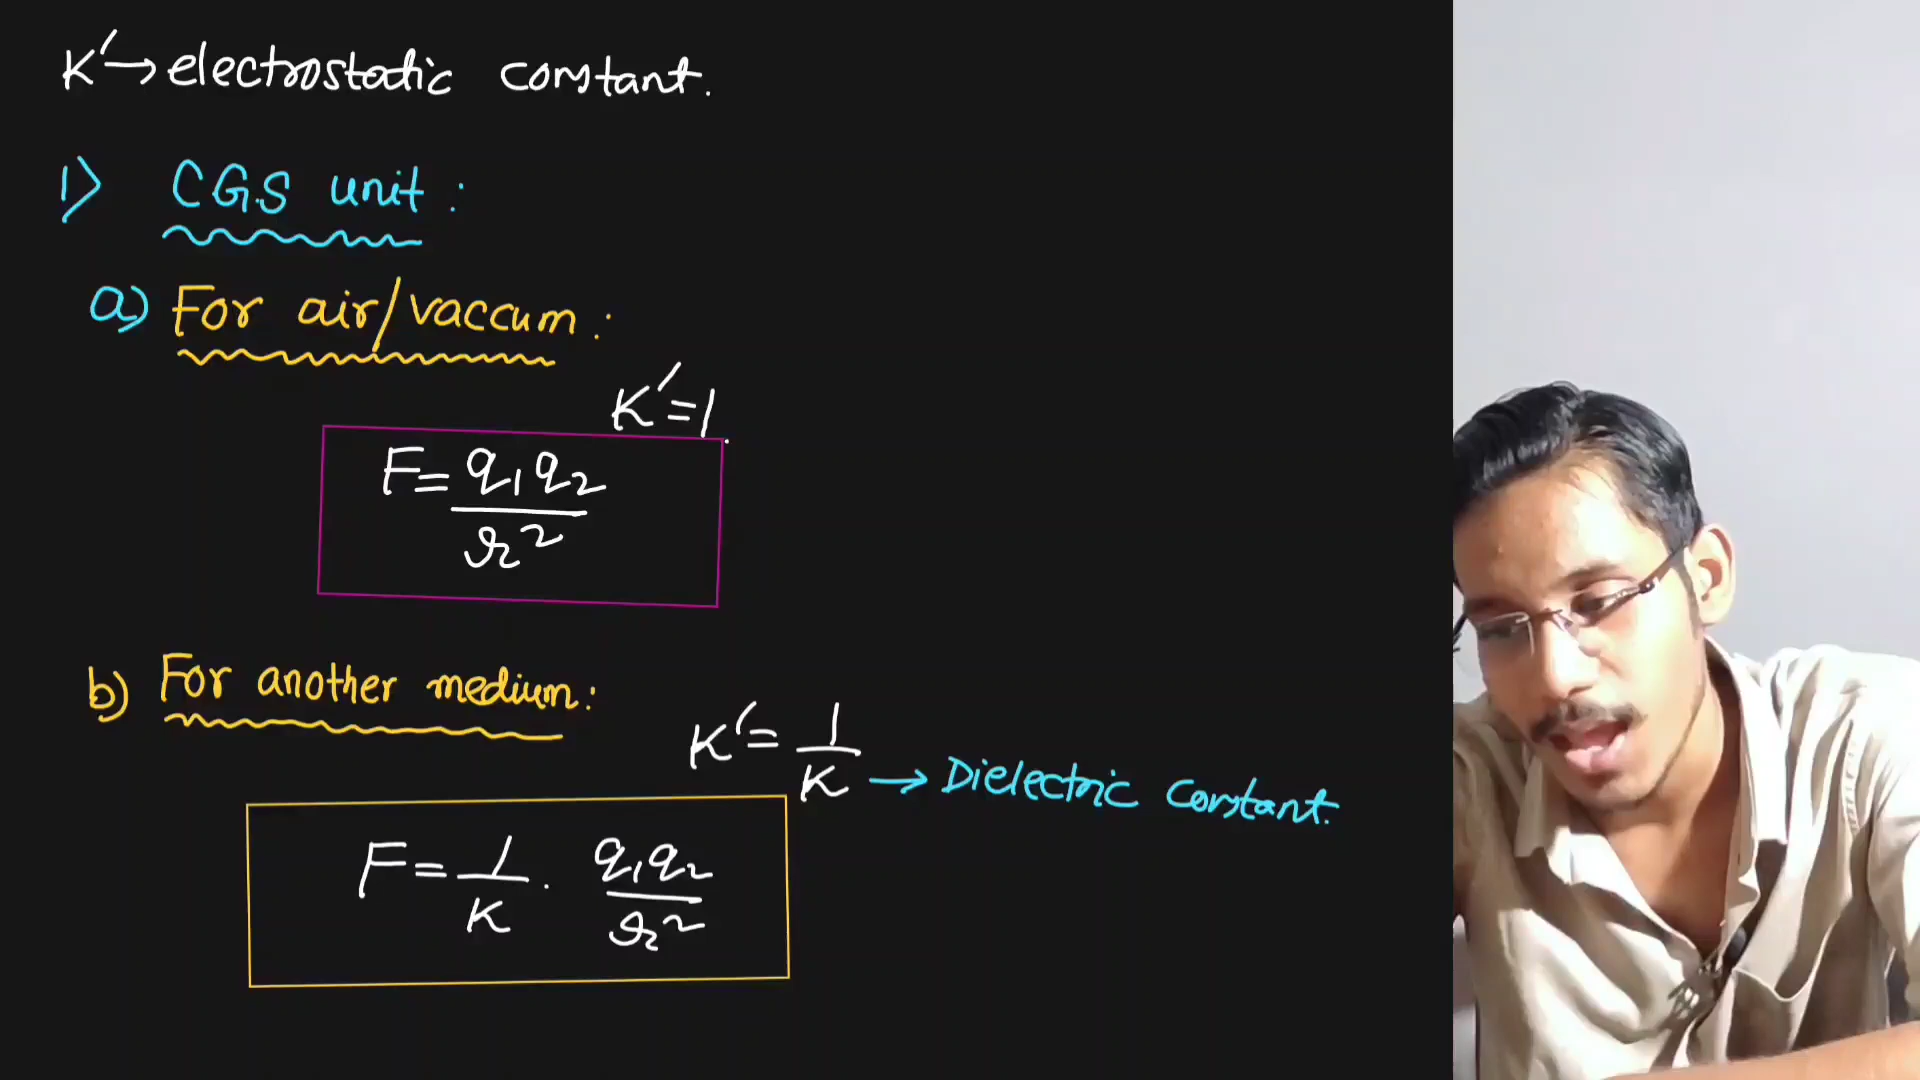 K′ → electrostatic constant.
1) CGS unit :
a) For air/vaccum :
K′=1.
F= q₁q₂/r²
b) For another medium :
K′= 1/K → Dielectric constant.
F= 1/K . q₁q₂/r²